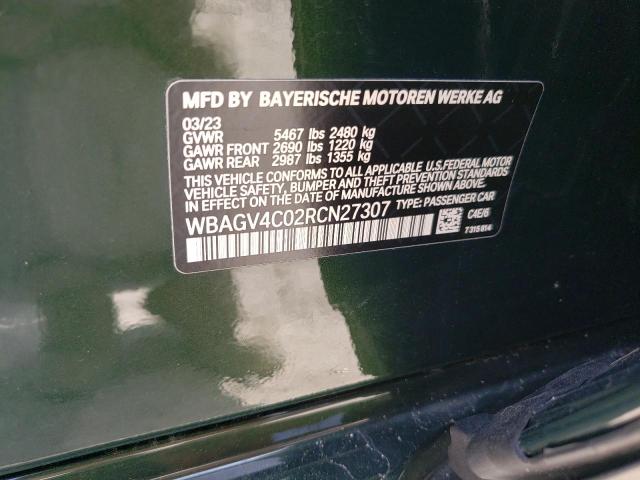 MFD BY BAYERISCHE MOTOREN WERKE AG
03/23
GVWR 5467 lbs 2480 kg
GAWR FRONT 2690 lbs 1220 kg
GAWR REAR 2987 lbs 1355 kg
THIS VEHICLE CONFORMS TO ALL APPLICABLE U.S.FEDERAL MOTOR
VEHICLE SAFETY, BUMPER AND THEFT PREVENTION STANDARDS
IN EFFECT ON THE DATE OF MANUFACTURE SHOWN ABOVE.
WBAGV4C02RCN27307 TYPE: PASSENGER CAR
C4E/6
7315814